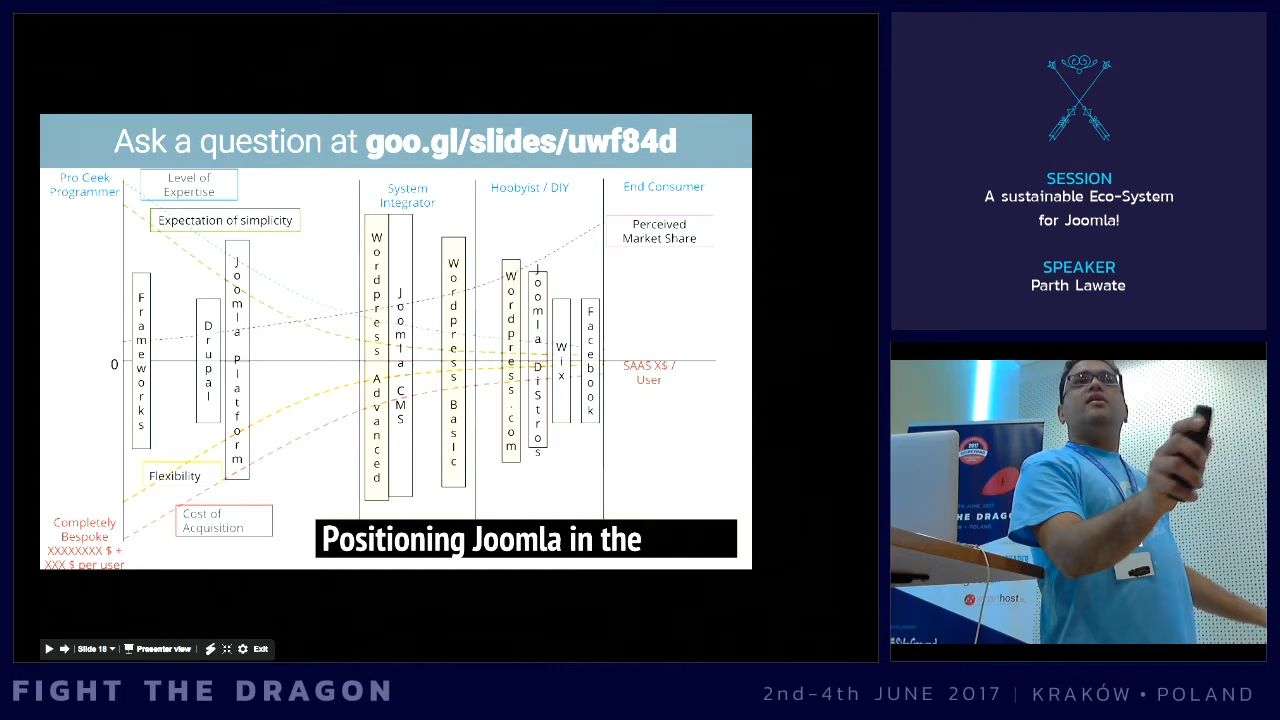 Ask a question at goo.gl/slides/uwf84d
Pro Geek
Programmer
Level of
Expertise
System
Integrator
Hoobyist / DIY
End Consumer
Expectation of simplicity
Perceived
Market Share
Frameworks
Drupal
Joomla Platform
Wordpress Advanced
Joomla CMS
Wordpress Basic
Wordpress.com
Joomla Distros
Wix
Facebook
0
SAAS X$ /
User
Flexibility
Cost of
Acquisition
Completely
Bespoke
XXXXXXXX $ +
XXX $ per user
Positioning Joomla in the
Slide 18
Presenter view
Exit
SESSION
A sustainable Eco-System
for Joomla!
SPEAKER
Parth Lawate
2017
THE DRAGON
FIGHT THE DRAGON
2nd-4th JUNE 2017 | KRAKÓW • POLAND